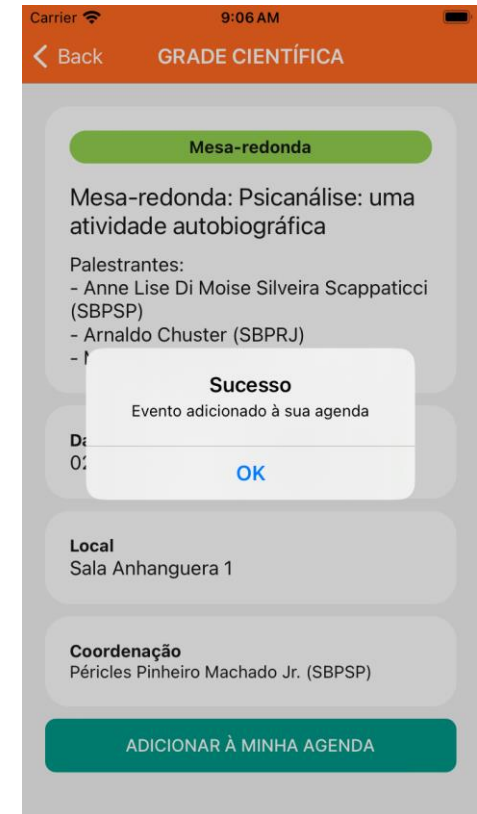 Carrier 9:06 AM
Back GRADE CIENTÍFICA
Mesa-redonda
Mesa-redonda: Psicanálise: uma
atividade autobiográfica
Palestrantes:
- Anne Lise Di Moise Silveira Scappaticci
(SBPSP)
- Arnaldo Chuster (SBPRJ)
-
Sucesso
Evento adicionado à sua agenda
OK
Local
Sala Anhanguera 1
Coordenação
Péricles Pinheiro Machado Jr. (SBPSP)
ADICIONAR À MINHA AGENDA